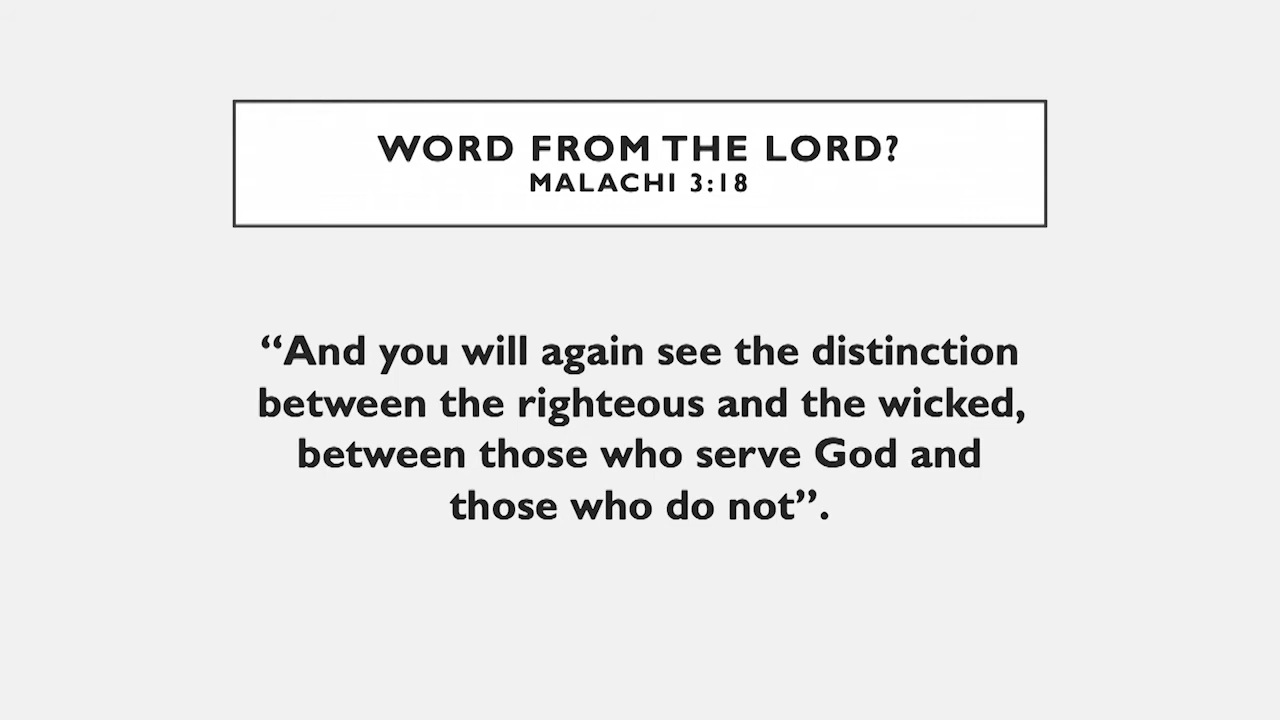 WORD FROM THE LORD?
MALACHI 3:18
“And you will again see the distinction
between the righteous and the wicked,
between those who serve God and
those who do not”.